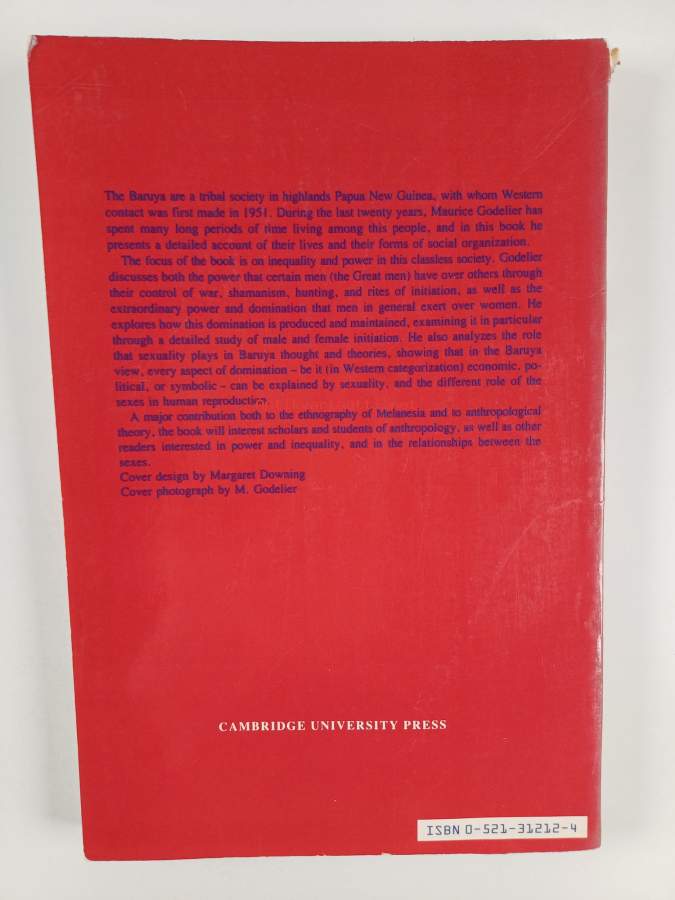 The Baruya are a tribal society in highlands Papua New Guinea, with whom Western
contact was first made in 1951. During the last twenty years, Maurice Godelier has
spent many long periods of time living among this people, and in this book he
presents a detailed account of their lives and their forms of social organization.
The focus of the book is on inequality and power in this classless society. Godelier
discusses both the power that certain men (the Great men) have over others through
their control of war, shamanism, hunting, and rites of initiation, as well as the
extraordinary power and domination that men in general exert over women. He
explores how this domination is produced and maintained, examining it in particular
through a detailed study of male and female initiation. He also analyzes the role
that sexuality plays in Baruya thought and theories, showing that in the Baruya
view, every aspect of domination – be it (in Western categorization) economic, po-
litical, or symbolic – can be explained by sexuality, and the different role of the
sexes in human reproduction.
A major contribution both to the ethnography of Melanesia and to anthropological
theory, the book will interest scholars and students of anthropology, as well as other
readers interested in power and inequality, and in the relationships between the
sexes.
Cover design by Margaret Downing
Cover photograph by M. Godelier
CAMBRIDGE UNIVERSITY PRESS
ISBN 0-521-31212-4